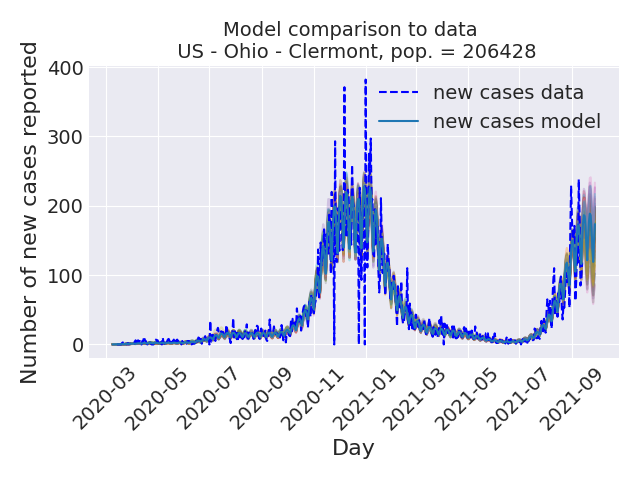 Model comparison to data
US - Ohio - Clermont, pop. = 206428
Number of new cases reported
400
300
200
100
0
new cases data
new cases model
2020-03
2020-05
2020-07
2020-09
2020-11
2021-01
2021-03
2021-05
2021-07
2021-09
Day